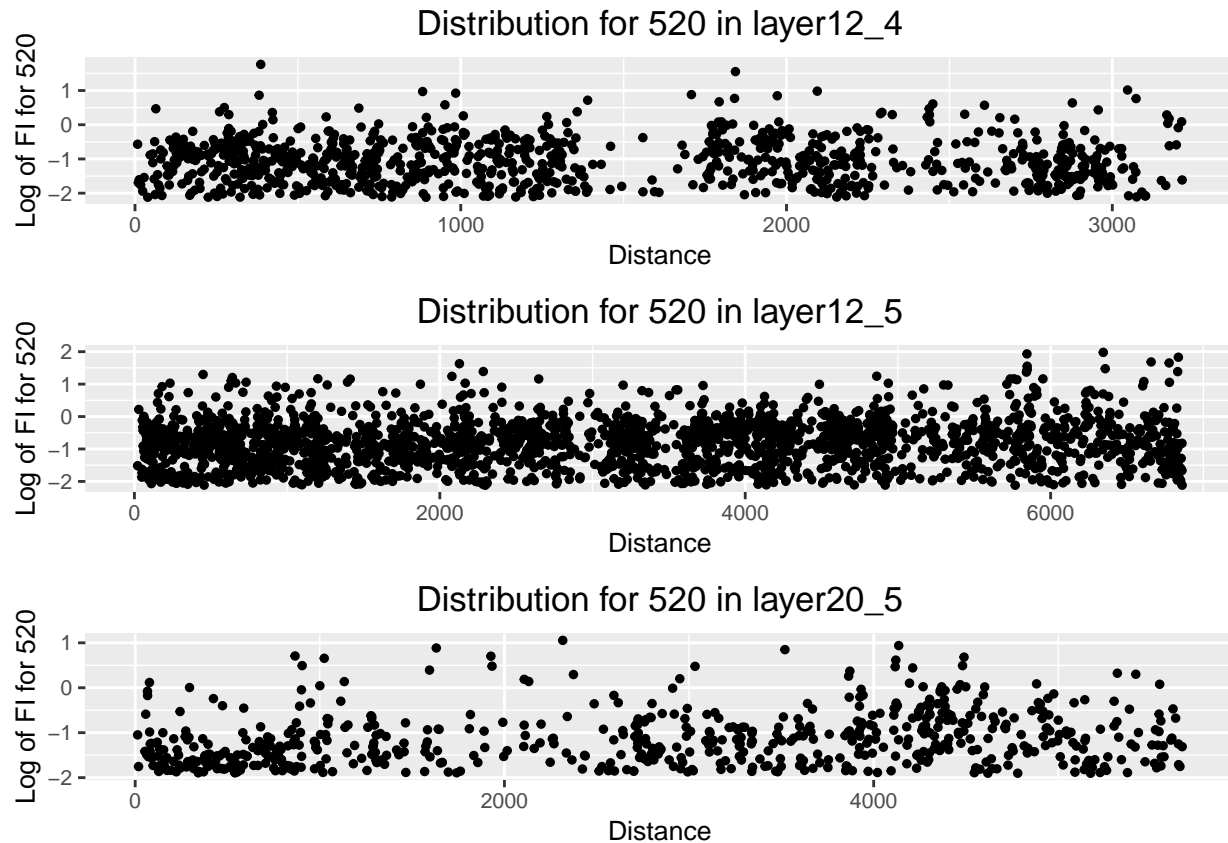 Distribution for 520 in layer12_4
Log of FI for 520
1
0
−1
−2
0 1000 2000 3000
Distance
Distribution for 520 in layer12_5
Log of FI for 520
2
1
0
−1
−2
0 2000 4000 6000
Distance
Distribution for 520 in layer20_5
Log of FI for 520
1
0
−1
−2
0 2000 4000
Distance